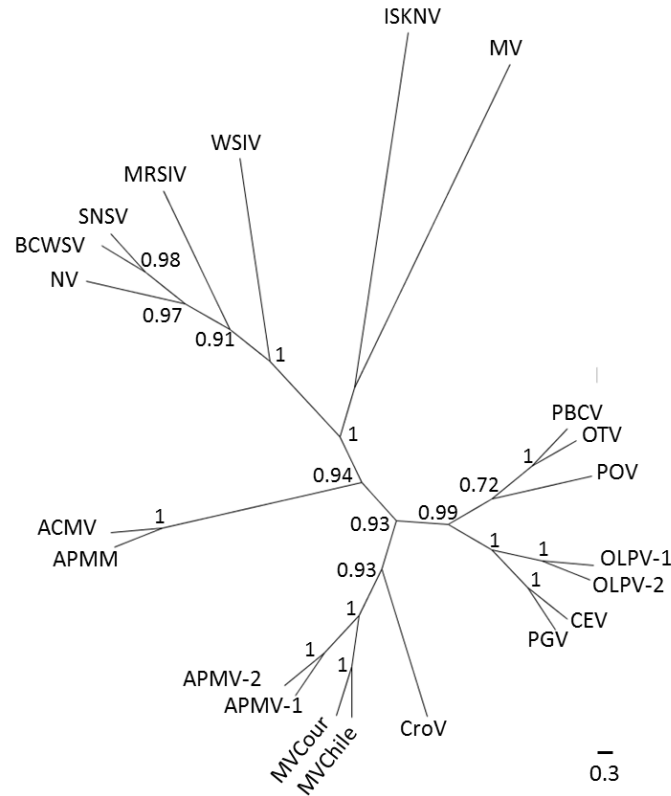 ISKNV
MV
WSIV
MRSIV
SNSV
BCWSV
0.98
NV
0.97
0.91
1
PBCV
OTV
1
1
POV
0.94
0.72
0.99
ACMV
1
0.93
APMM
1
1
OLPV-1
OLPV-2
0.93
1
CEV
PGV
1
1
1
APMV-2
APMV-1
CroV
MVCour
MVChile
0.3